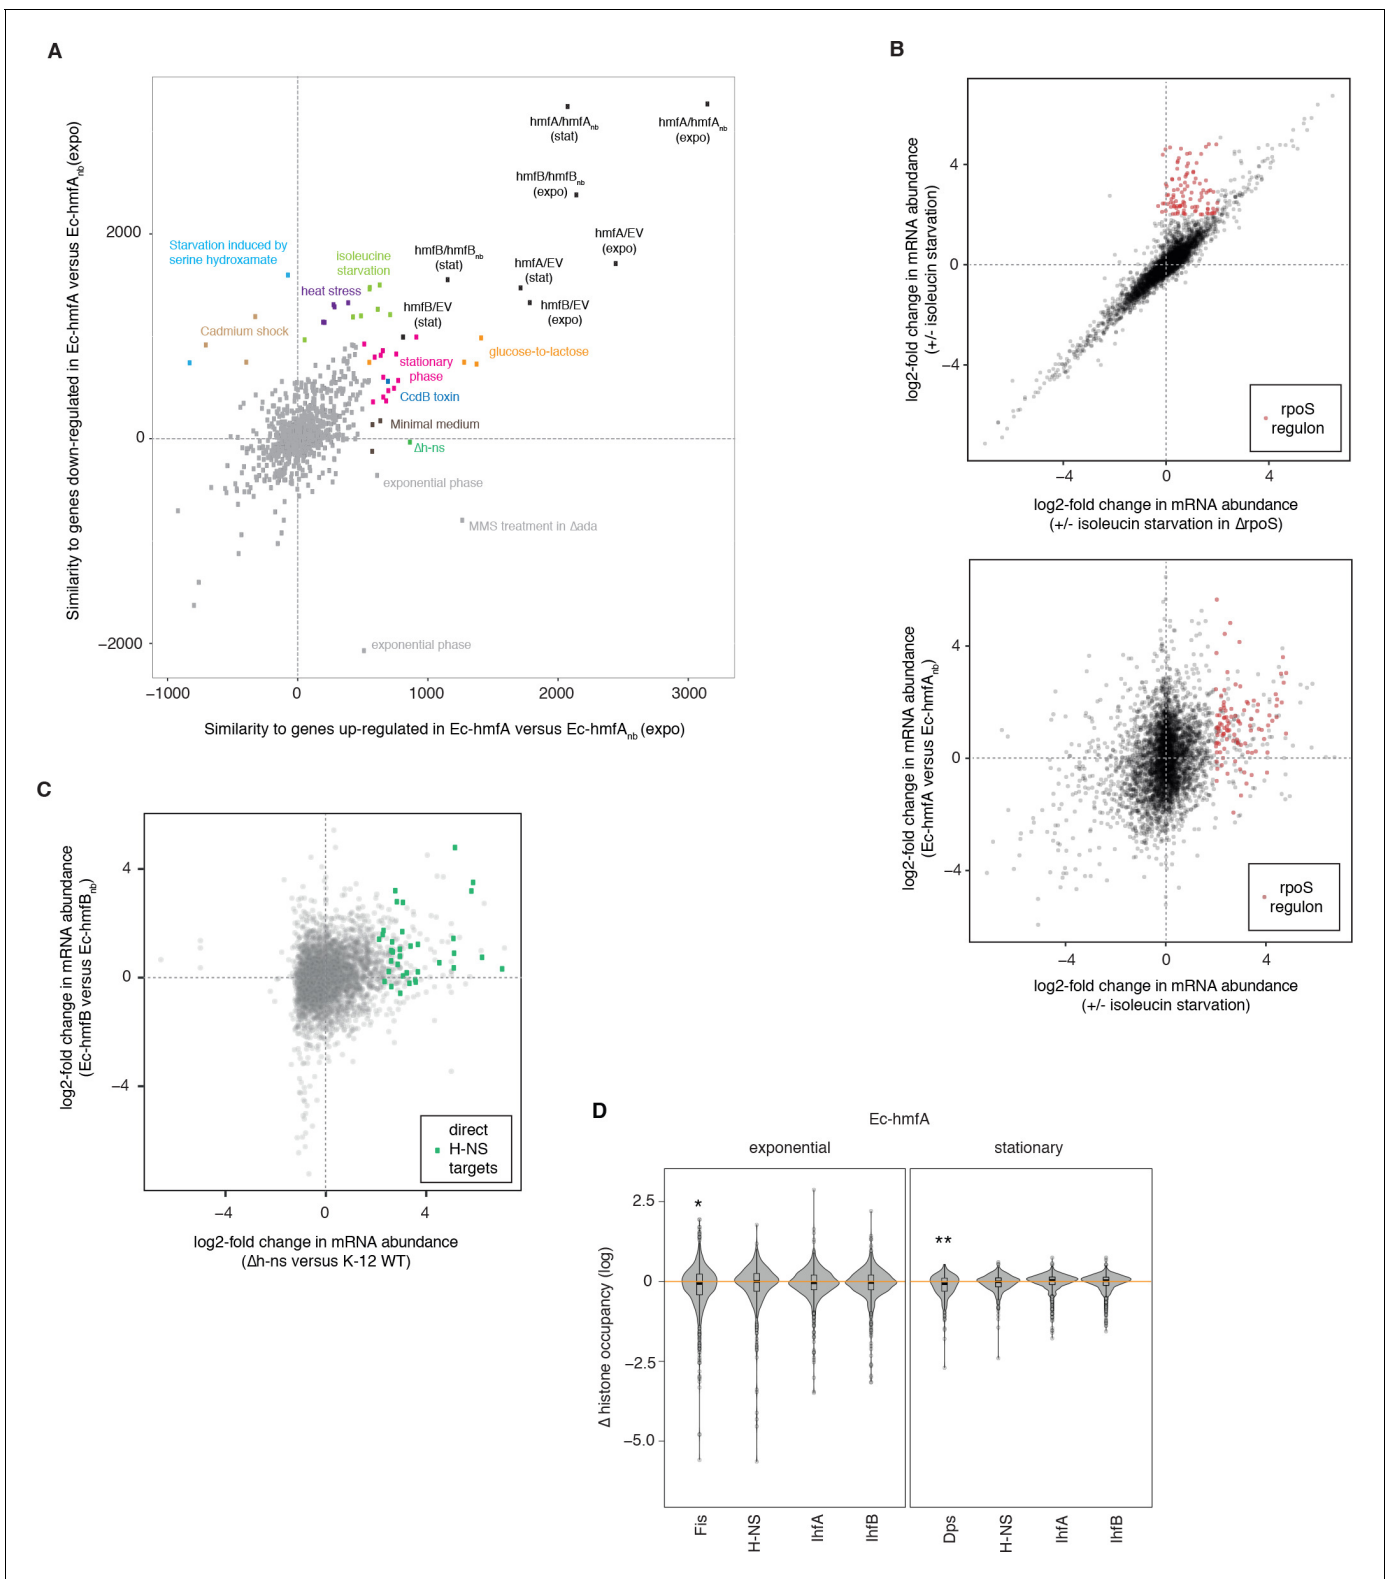 A
Similarity to genes down-regulated in Ec-hmfA versus Ec-hmfAnb(expo)
2000
0
−2000
−1000
0
1000
2000
3000
Similarity to genes up-regulated in Ec-hmfA versus Ec-hmfAnb (expo)
hmfA/hmfAnb
(stat)
hmfA/hmfAnb
(expo)
hmfB/hmfBnb
(expo)
hmfA/EV
(expo)
hmfB/hmfBnb
(stat)
hmfA/EV
(stat)
hmfB/EV
(expo)
hmfB/EV
(stat)
Starvation induced by
serine hydroxamate
isoleucine
starvation
heat stress
Cadmium shock
glucose-to-lactose
stationary
phase
CcdB toxin
Minimal medium
Δh-ns
exponential phase
MMS treatment in Δada
exponential phase
B
log2-fold change in mRNA abundance
(+/- isoleucin starvation)
4
0
−4
rpoS
regulon
−4
0
4
log2-fold change in mRNA abundance
(+/- isoleucin starvation in ΔrpoS)
log2-fold change in mRNA abundance
(Ec-hmfA versus Ec-hmfAnb)
4
0
−4
rpoS
regulon
−4
0
4
log2-fold change in mRNA abundance
(+/- isoleucin starvation)
C
log2-fold change in mRNA abundance
(Ec-hmfB versus Ec-hmfBnb)
4
0
−4
direct
H-NS
targets
−4
0
4
log2-fold change in mRNA abundance
(Δh-ns versus K-12 WT)
D
Ec-hmfA
exponential
stationary
Δ histone occupancy (log)
2.5
0
−2.5
−5.0
*
**
Fis
H-NS
IhfA
IhfB
Dps
H-NS
IhfA
IhfB